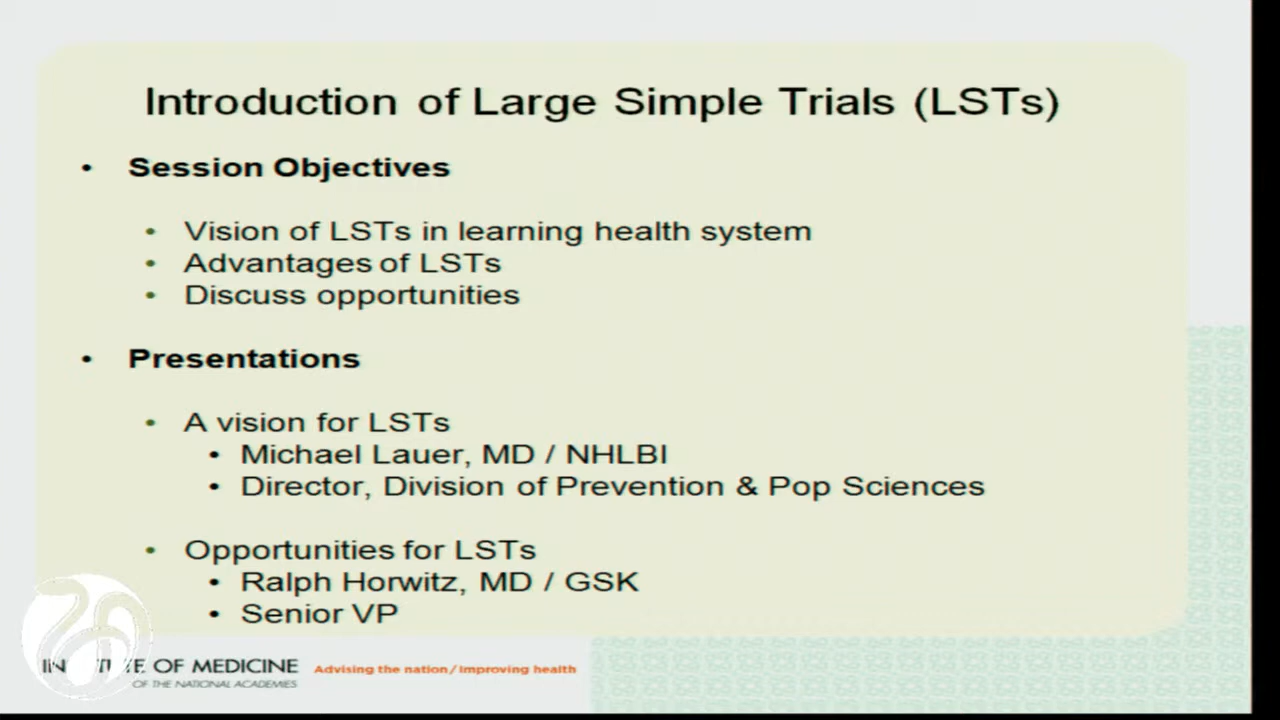 Introduction of Large Simple Trials (LSTs)
• Session Objectives
• Vision of LSTs in learning health system
• Advantages of LSTs
• Discuss opportunities
• Presentations
• A vision for LSTs
• Michael Lauer, MD / NHLBI
• Director, Division of Prevention & Pop Sciences
• Opportunities for LSTs
• Ralph Horwitz, MD / GSK
• Senior VP
INSTITUTE OF MEDICINE Advising the nation / Improving health
OF THE NATIONAL ACADEMIES